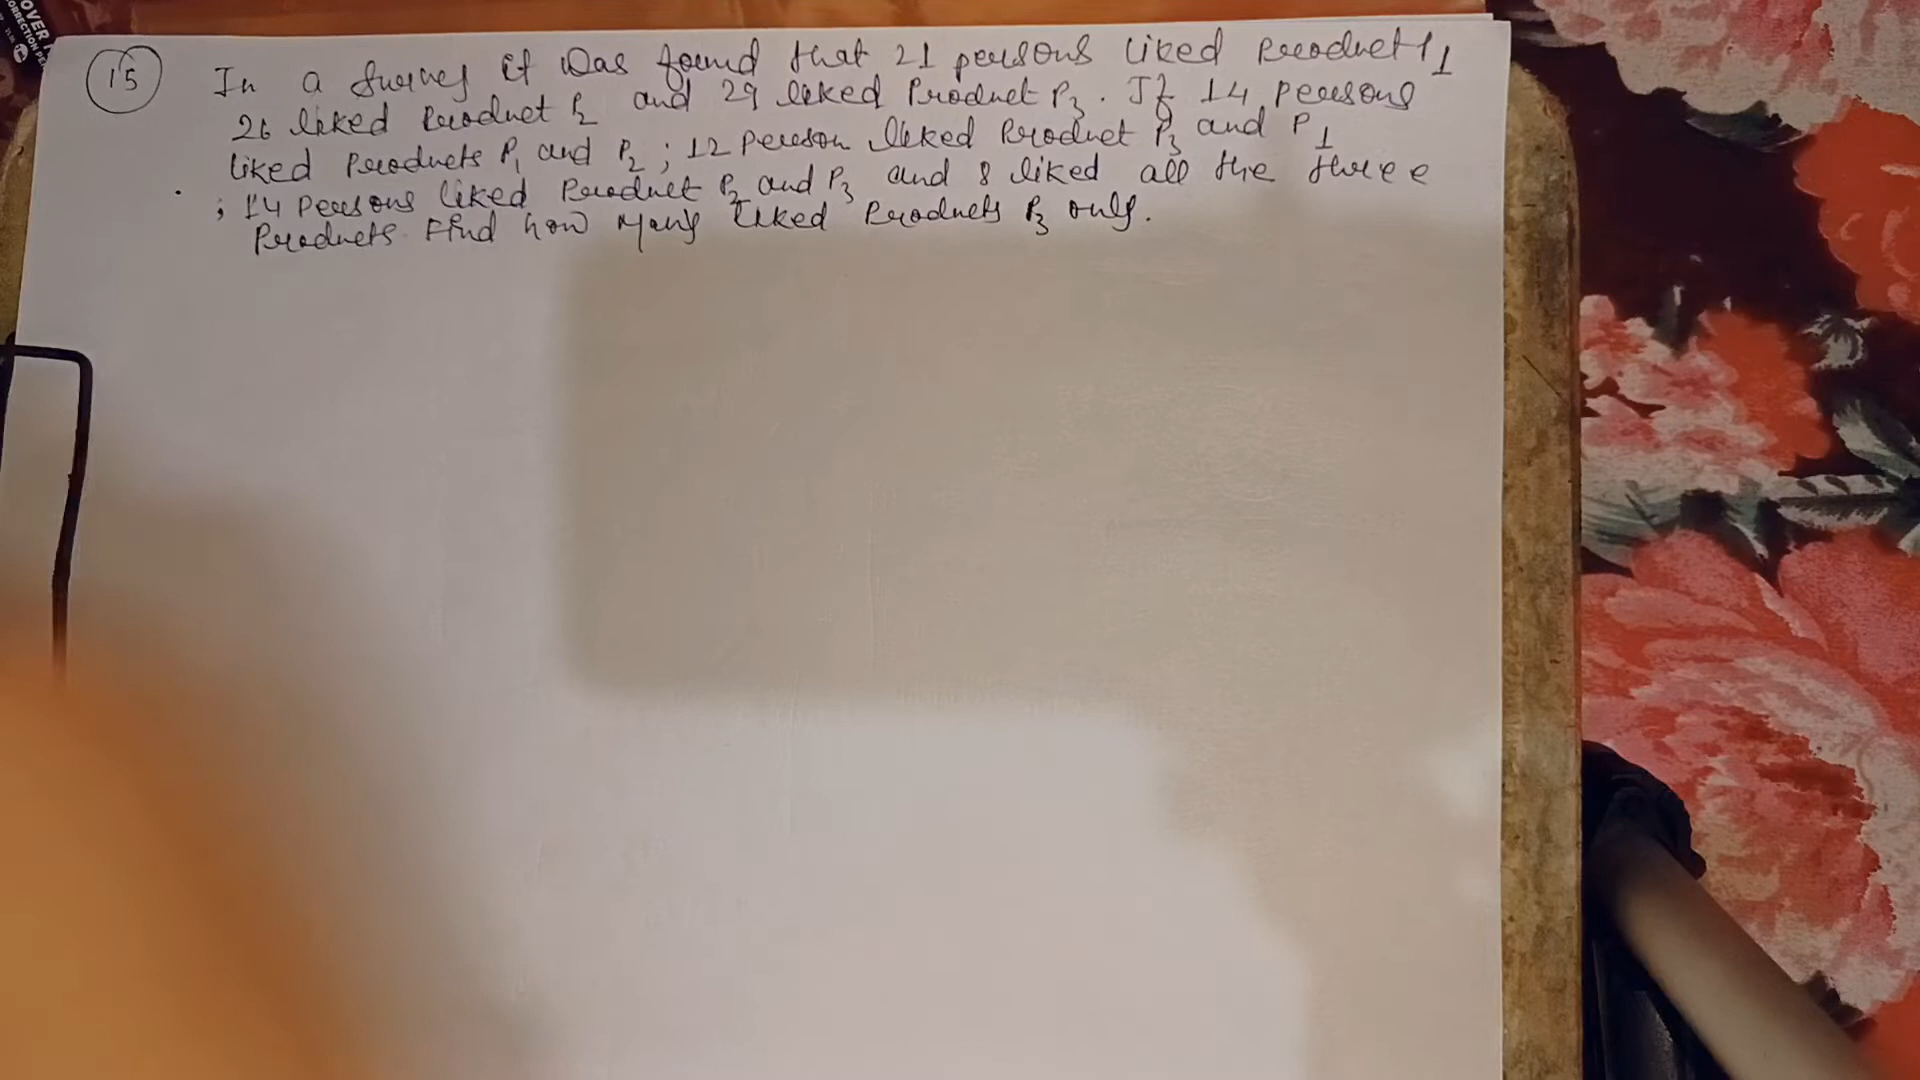 OVER
CORRECTION PE
15 In a survey it was found that 21 persons liked product P1
26 liked Product P2 and 29 liked Product P3. If 14 persons
liked Products P1 and P2; 12 person liked Product P3 and P1
; 14 Persons liked Product P2 and P3 and 8 liked all the three
Products. Find how many liked Products P3 only.